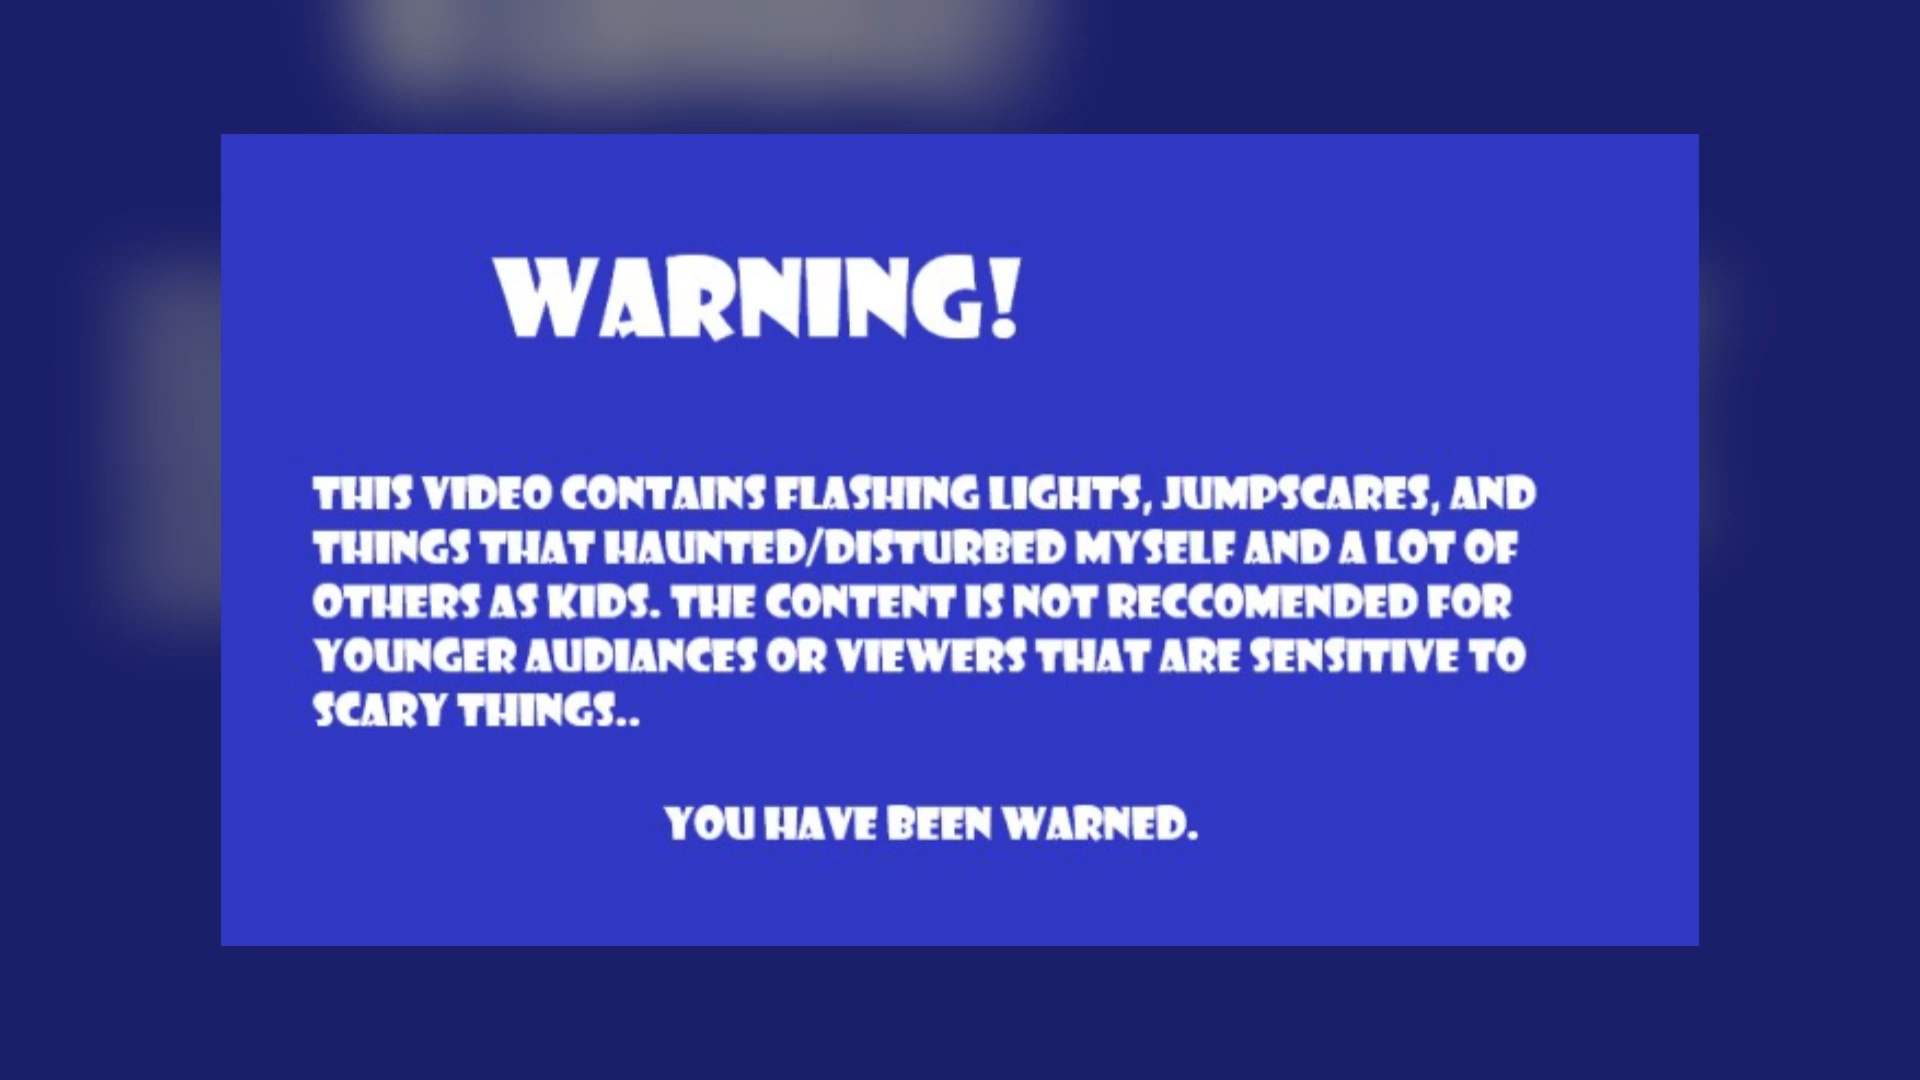 WARNING!
THIS VIDEO CONTAINS FLASHING LIGHTS, JUMPSCARES, AND
THINGS THAT HAUNTED/DISTURBED MYSELF AND A LOT OF
OTHERS AS KIDS. THE CONTENT IS NOT RECCOMENDED FOR
YOUNGER AUDIANCES OR VIEWERS THAT ARE SENSITIVE TO
SCARY THINGS..
YOU HAVE BEEN WARNED.